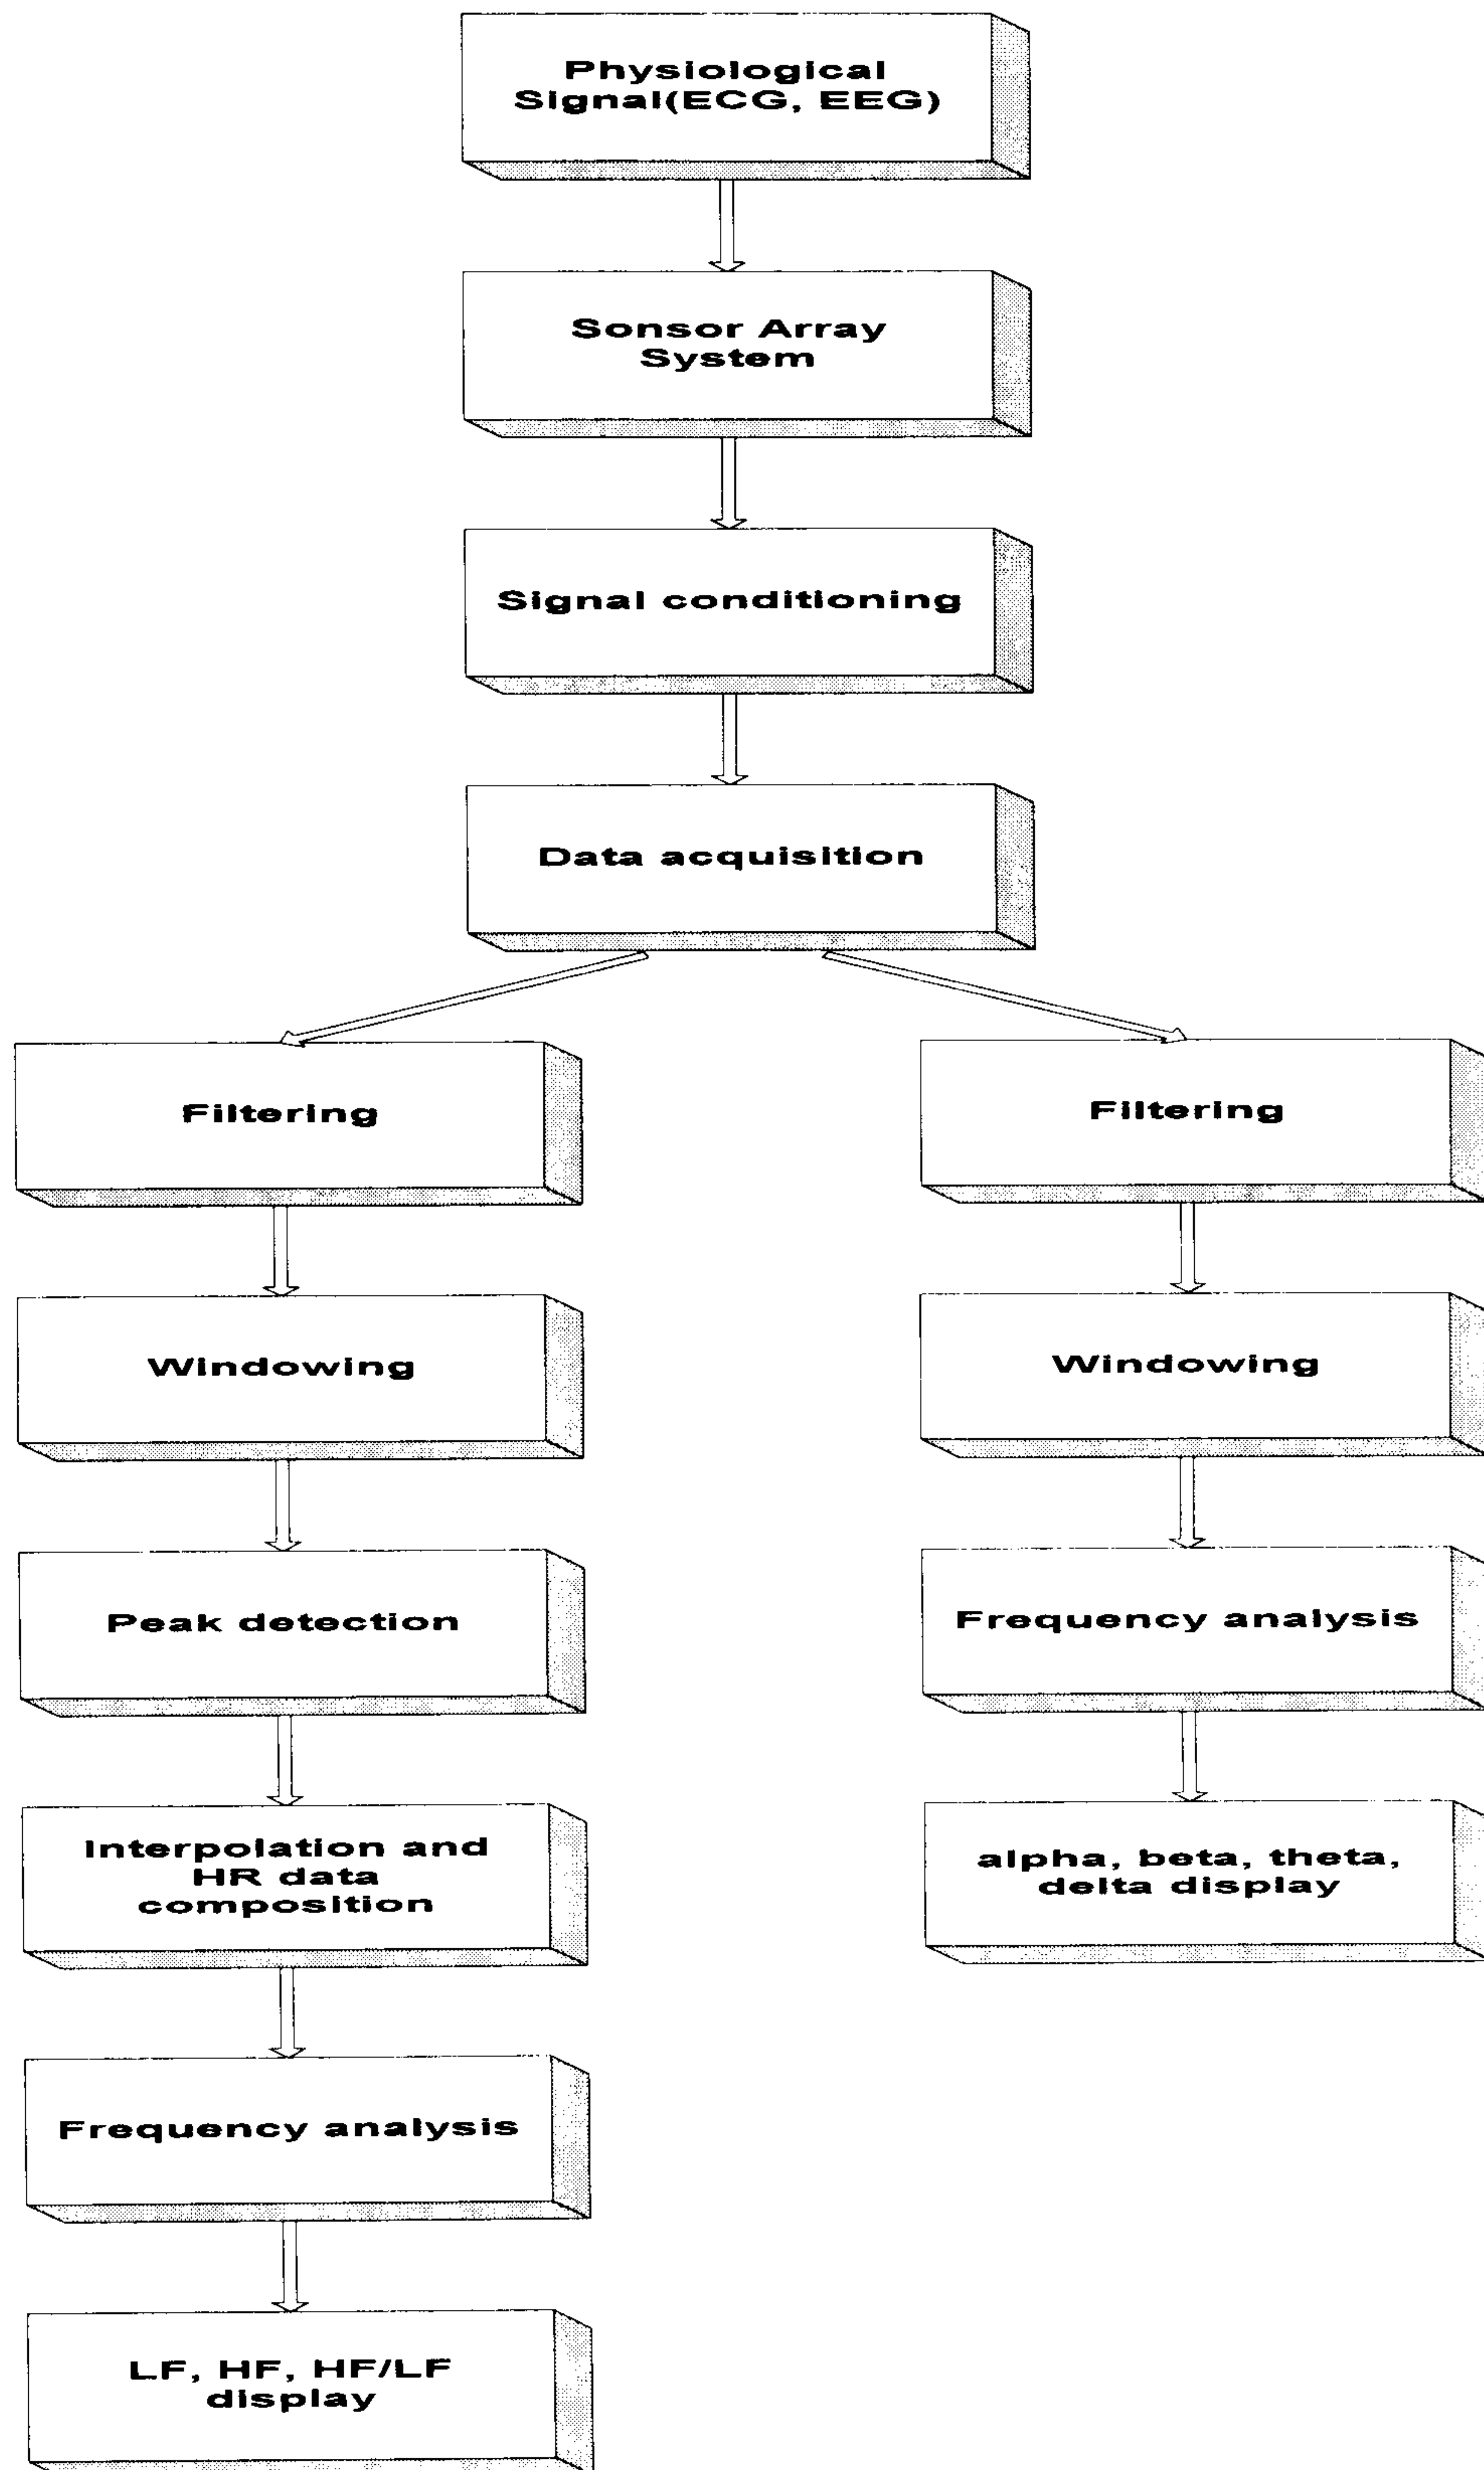 Physiological
Signal(ECG, EEG)
Sonsor Array
System
Signal conditioning
Data acquisition
Filtering
Filtering
Windowing
Windowing
Peak detection
Frequency analysis
Interpolation and
HR data
composition
alpha, beta, theta,
delta display
Frequency analysis
LF, HF, HF/LF
display